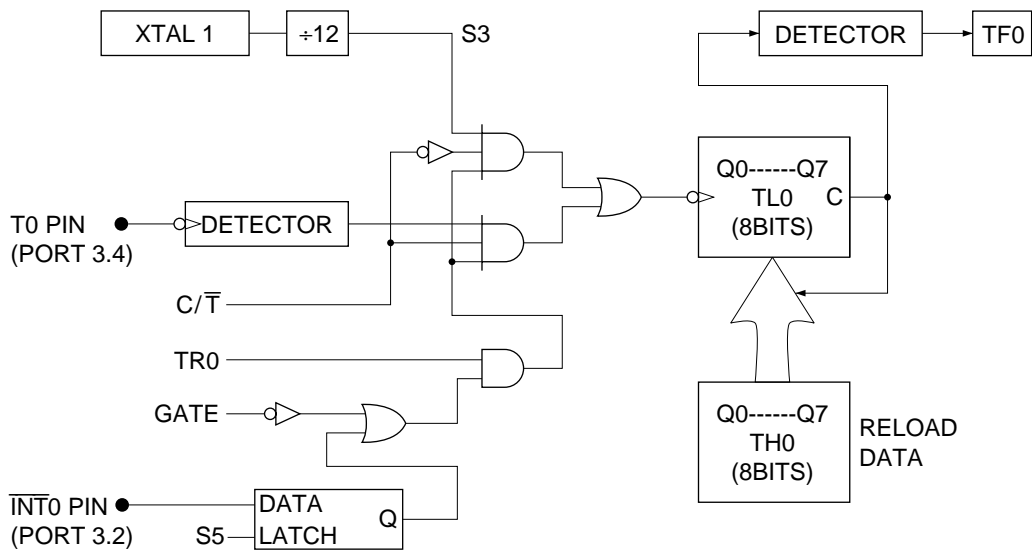 XTAL 1
÷12
S3
DETECTOR
TF0
Q0------Q7
TL0
(8BITS)
C
T0 PIN
(PORT 3.4)
DETECTOR
C/T̅
TR0
GATE
Q0------Q7
TH0
(8BITS)
RELOAD
DATA
I̅N̅T̅0 PIN
(PORT 3.2)
DATA
LATCH
Q
S5